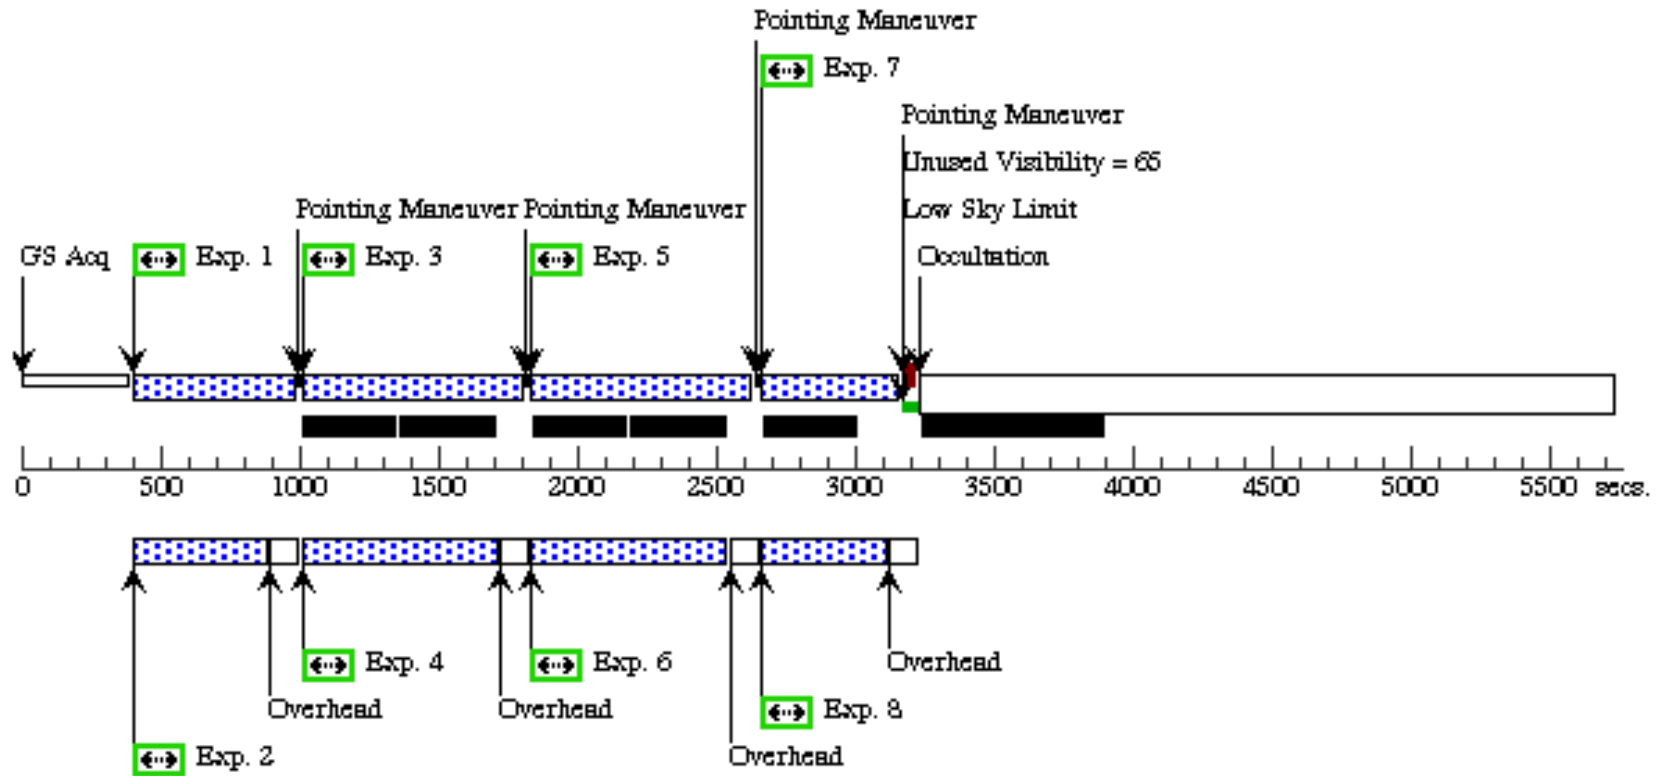 Pointing Maneuver
Exp. 7
Pointing Maneuver
Unused Visibility = 65
Pointing Maneuver Pointing Maneuver Low Sky Limit
GS Acq Exp. 1 Exp. 3 Exp. 5 Occultation
0 500 1000 1500 2000 2500 3000 3500 4000 4500 5000 5500 secs.
Exp. 4 Exp. 6 Overhead
Overhead Overhead Exp. 8
Exp. 2 Overhead